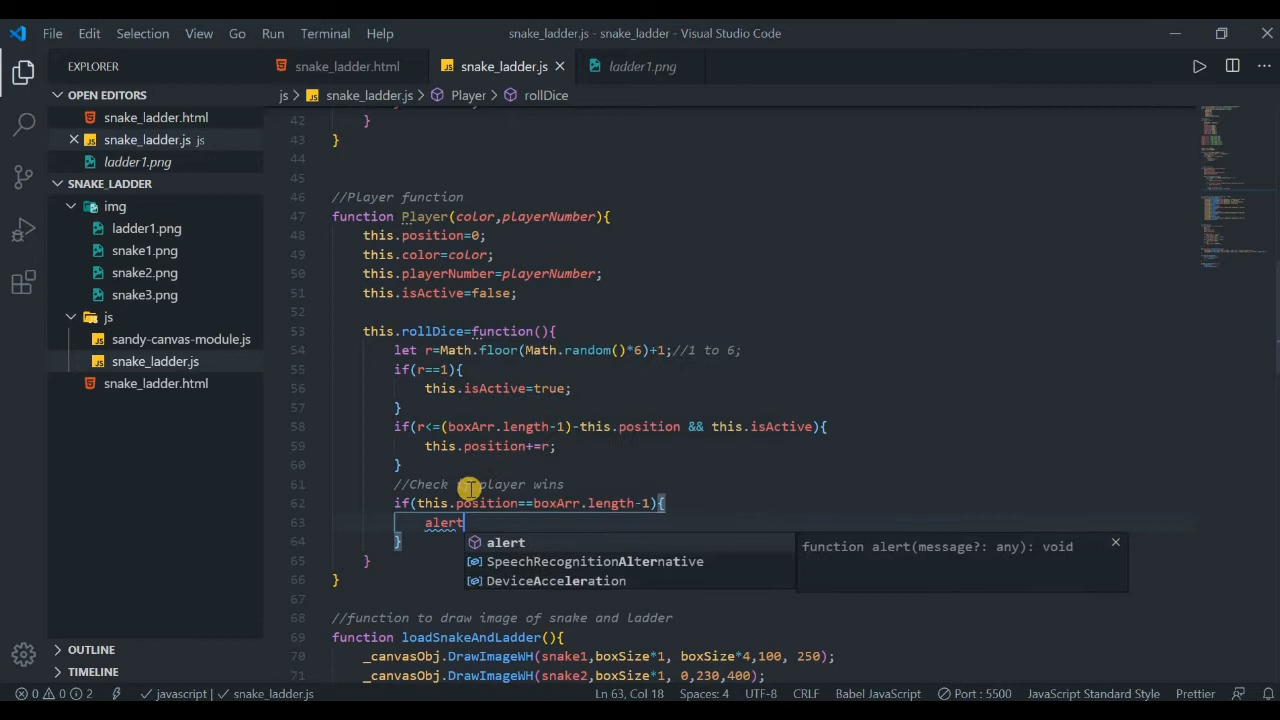 File Edit Selection View Go Run Terminal Help snake_ladder.js - snake_ladder - Visual Studio Code
EXPLORER snake_ladder.html snake_ladder.js ladder1.png
OPEN EDITORS js > snake_ladder.js > Player > rollDice
snake_ladder.html
snake_ladder.js js
ladder1.png
SNAKE_LADDER
img
ladder1.png
snake1.png
snake2.png
snake3.png
js
sandy-canvas-module.js
snake_ladder.js
snake_ladder.html
OUTLINE
TIMELINE
42 }
43 }
44
45
46 //Player function
47 function Player(color,playerNumber){
48 this.position=0;
49 this.color=color;
50 this.playerNumber=playerNumber;
51 this.isActive=false;
52
53 this.rollDice=function(){
54 let r=Math.floor(Math.random()*6)+1;//1 to 6;
55 if(r==1){
56 this.isActive=true;
57 }
58 if(r<=(boxArr.length-1)-this.position && this.isActive){
59 this.position+=r;
60 }
61 //Check player wins
62 if(this.position==boxArr.length-1){
63 alert
64 }
65 }
66 }
67
68 //function to draw image of snake and ladder
69 function loadSnakeAndLadder(){
70 _canvasObj.DrawImageWH(snake1,boxSize*1, boxSize*4,100, 250);
71 _canvasObj.DrawImageWH(snake2,boxSize*1, 0,230,400);
alert function alert(message?: any): void
SpeechRecognitionAlternative
DeviceAcceleration
0 0 2 javascript | snake_ladder.js Ln 63, Col 18 Spaces: 4 UTF-8 CRLF Babel JavaScript Port : 5500 JavaScript Standard Style Prettier